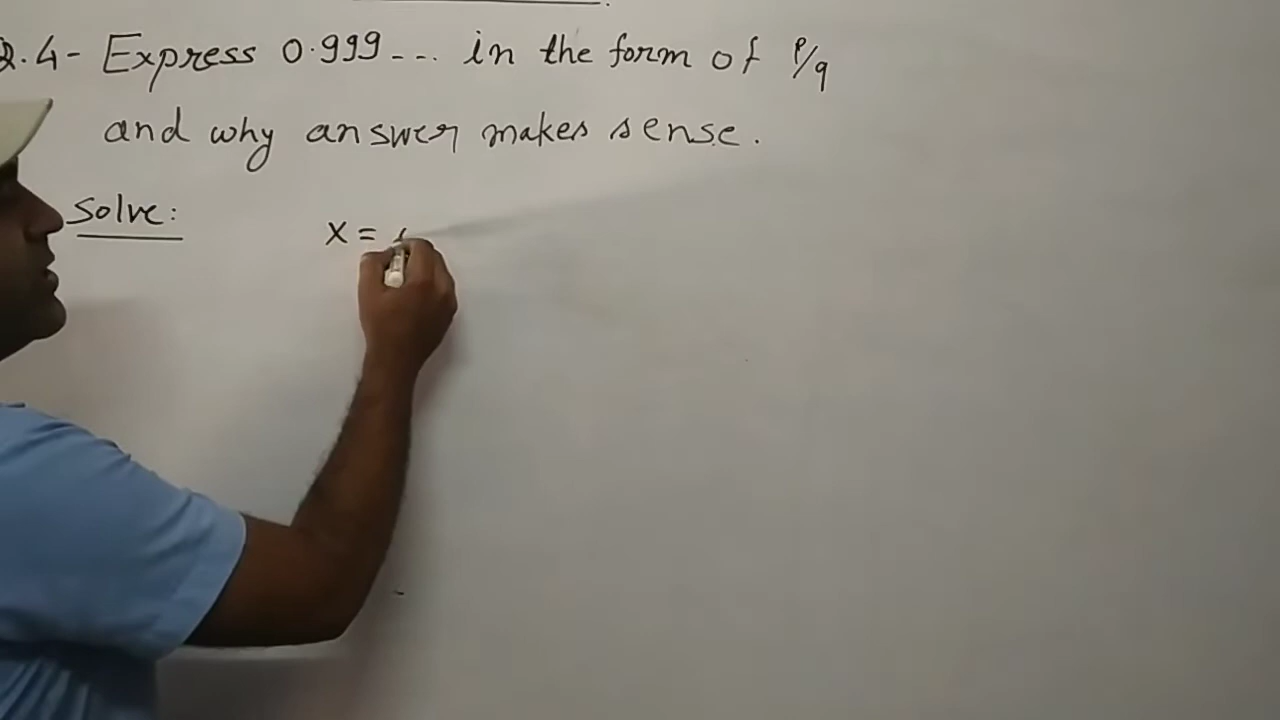 Q.4- Express 0.999--- in the form of P/q
and why answer makes sense.
Solve:
X =